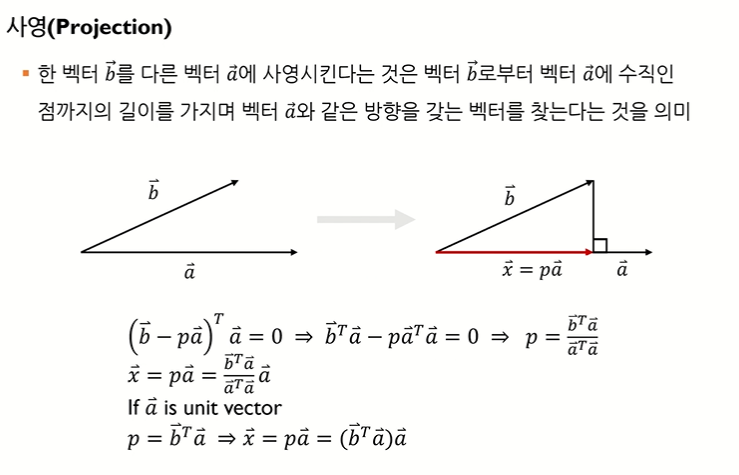 사영(Projection)
▪ 한 벡터 $\vec{b}$를 다른 벡터 $\vec{a}$에 사영시킨다는 것은 벡터 $\vec{b}$로부터 벡터 $\vec{a}$에 수직인
점까지의 길이를 가지며 벡터 $\vec{a}$와 같은 방향을 갖는 벡터를 찾는다는 것을 의미
$\vec{b}$
$\vec{a}$
$\vec{b}$
$\vec{x} = p\vec{a}$ $\vec{a}$
$\left(\vec{b} - p\vec{a}\right)^T \vec{a} = 0 \Rightarrow \vec{b}^T\vec{a} - p\vec{a}^T\vec{a} = 0 \Rightarrow p = \frac{\vec{b}^T\vec{a}}{\vec{a}^T\vec{a}}$
$\vec{x} = p\vec{a} = \frac{\vec{b}^T\vec{a}}{\vec{a}^T\vec{a}}\vec{a}$
If $\vec{a}$ is unit vector
$p = \vec{b}^T\vec{a} \Rightarrow \vec{x} = p\vec{a} = (\vec{b}^T\vec{a})\vec{a}$